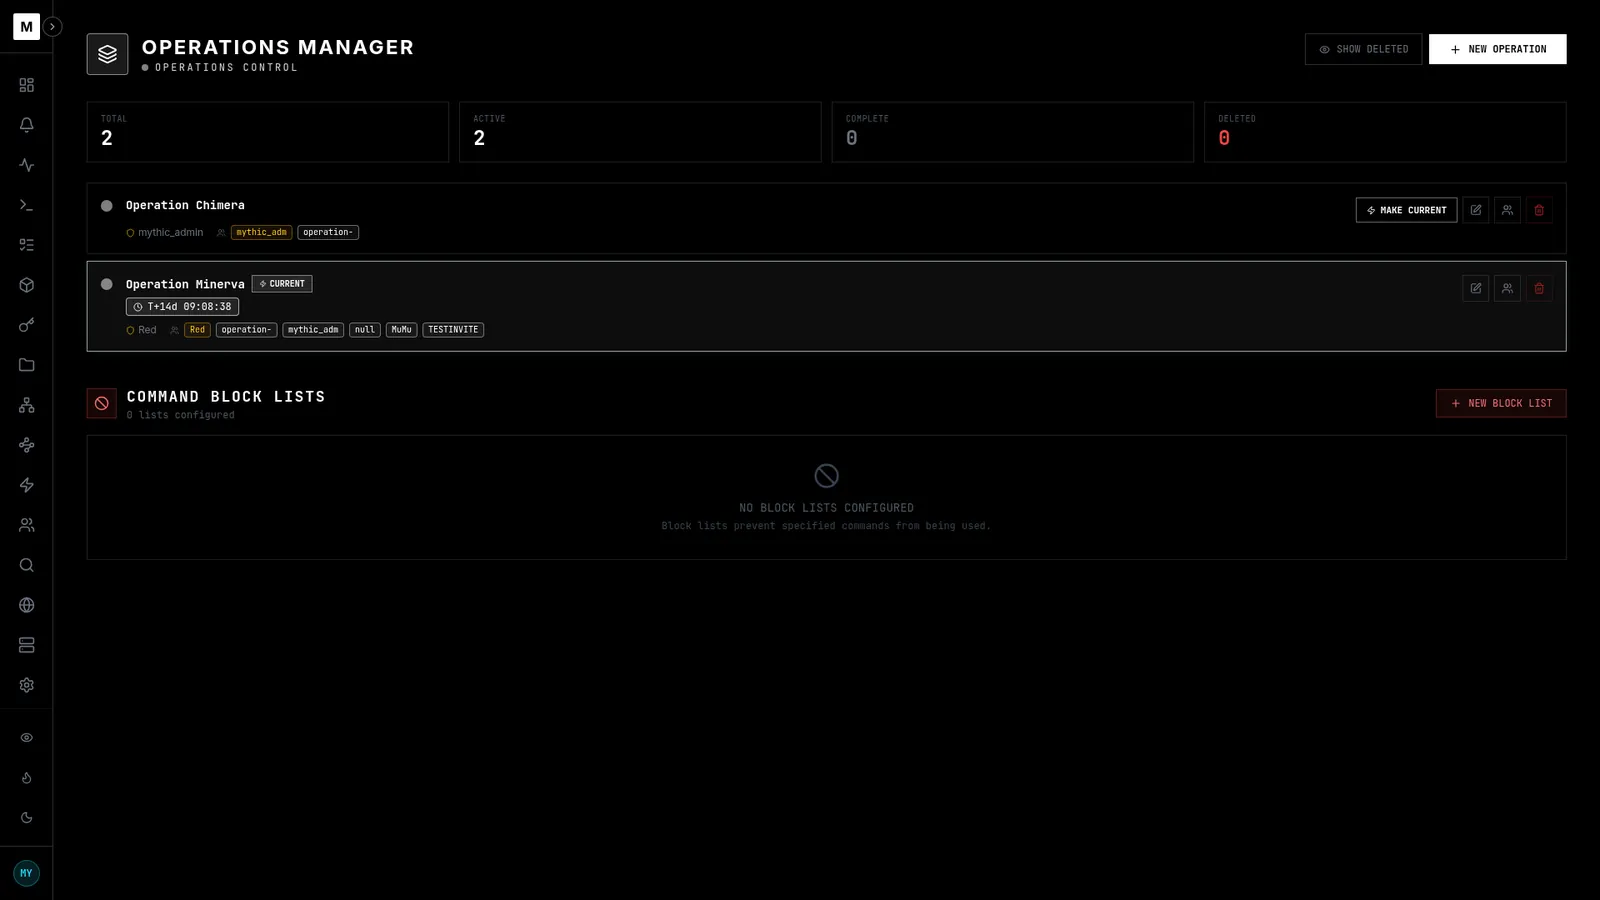 M
OPERATIONS MANAGER
OPERATIONS CONTROL
SHOW DELETED
NEW OPERATION
TOTAL
2
ACTIVE
2
COMPLETE
0
DELETED
0
Operation Chimera
MAKE CURRENT
mythic_admin mythic_adm operation-
Operation Minerva CURRENT
T+14d 09:08:38
Red Red operation- mythic_adm null MuMu TESTINVITE
COMMAND BLOCK LISTS
0 lists configured
+ NEW BLOCK LIST
NO BLOCK LISTS CONFIGURED
Block lists prevent specified commands from being used.
MY